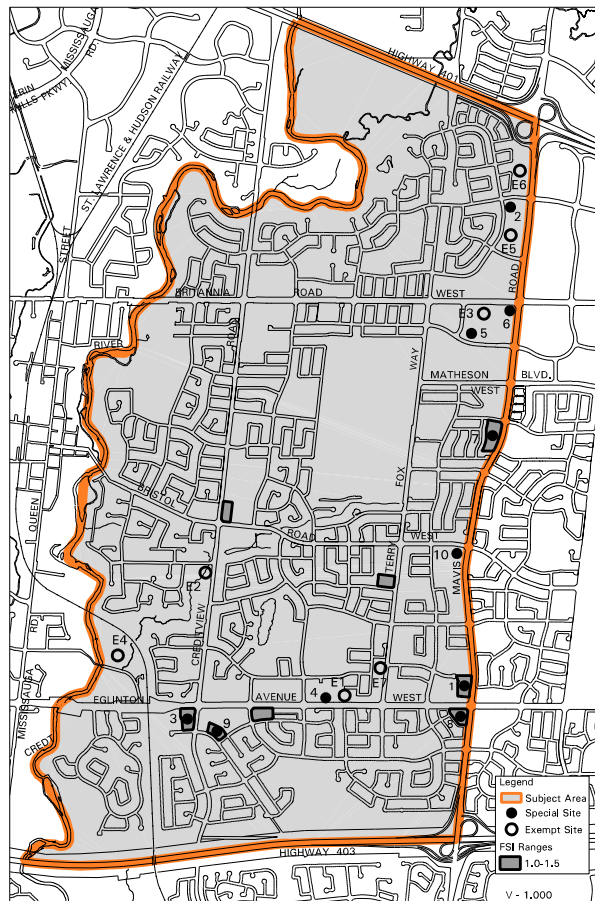 HIGHWAY 401
MISSISSAUGA
RD.
ERIN
MILLS PKWY
ST. LAWRENCE & HUDSON RAILWAY
STREET
E6
2
E5
ROAD
BRITANNIA ROAD WEST
E3
6
5
RIVER
ROAD
WAY
MATHESON BLVD.
WEST
QUEEN
BRISTOL ROAD WEST
FOX
TERRY
10
MAVIS
E2
CREDITVIEW
E4
RD.
MISSISSAUGA
EGLINTON AVENUE WEST
E1
E7
4
1
3
9
8
CREDIT
HIGHWAY 403
Legend
Subject Area
Special Site
Exempt Site
FSI Ranges
1.0-1.5
V - 1.000